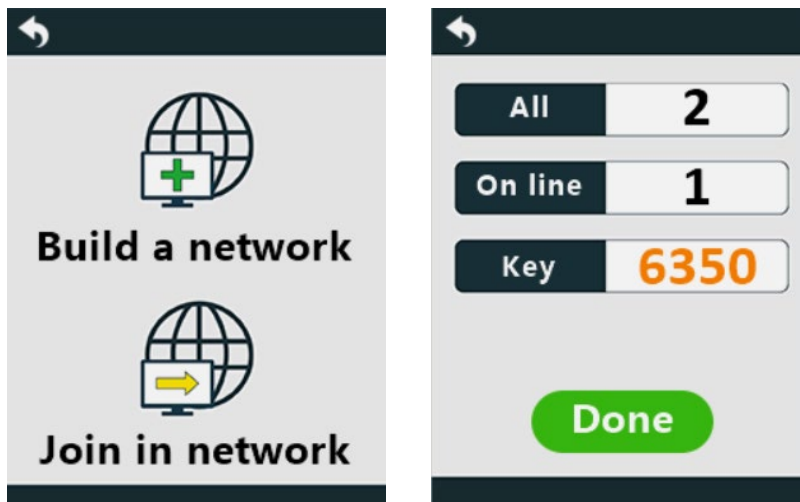 Build a network
Join in network
All 2
On line 1
Key 6350
Done